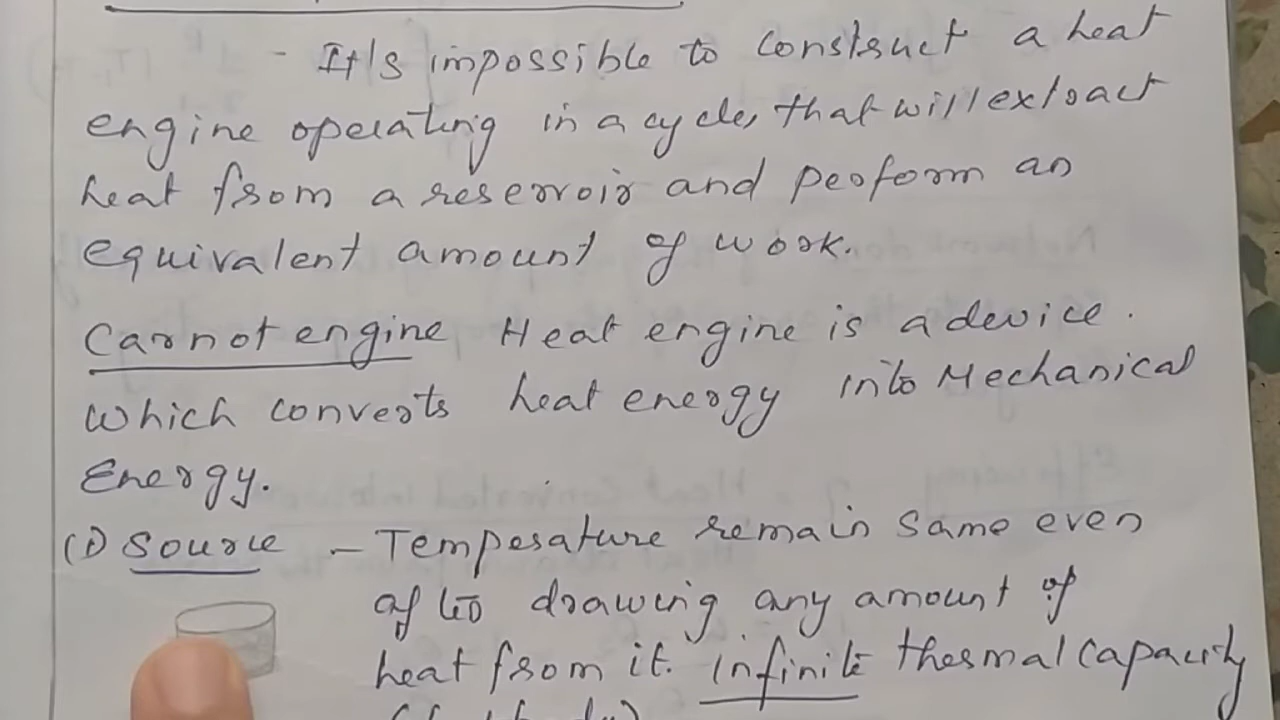 - It is impossible to construct a heat
engine operating in a cycle, that will extract
heat from a reservoir and perform an
equivalent amount of work.
Carnot engine Heat engine is a device.
which converts heat energy into Mechanical
Energy.
(1) Source - Temperature remain same even
after drawing any amount of
heat from it. infinite thermal capacity